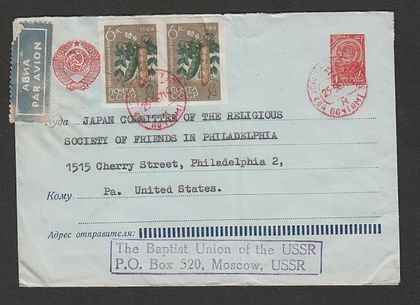 АВИА
PAR AVION
6к
1964
ПОЧТА
СССР
6к
1964
ПОЧТА
СССР
Куда JAPAN COMMITTEE OF THE RELIGIOUS
SOCIETY OF FRIENDS IN PHILADELPHIA
1515 Cherry Street, Philadelphia 2,
Кому Pa. United States.
Адрес отправителя:
The Baptist Union of the USSR
P.O. Box 520, Moscow, USSR